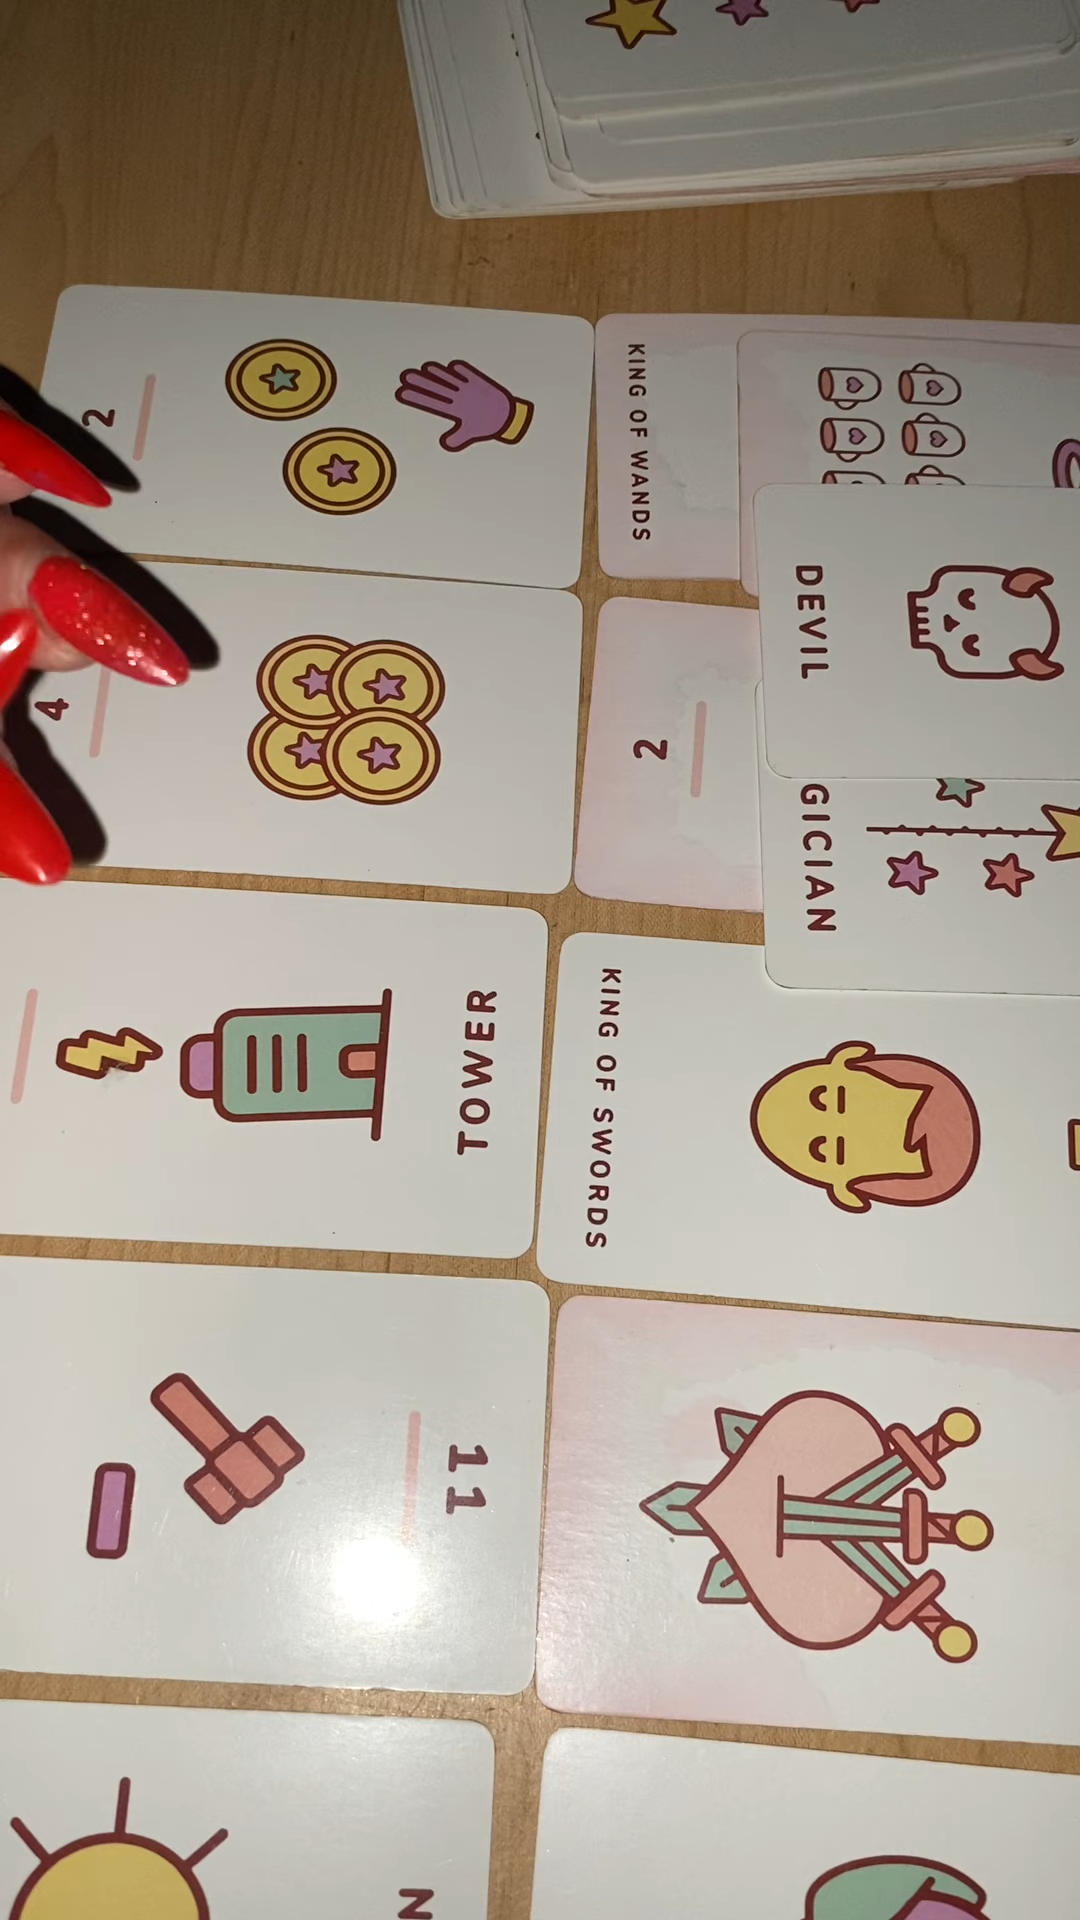 2
KING OF WANDS
DEVIL
4
2
GICIAN
TOWER
KING OF SWORDS
11
N